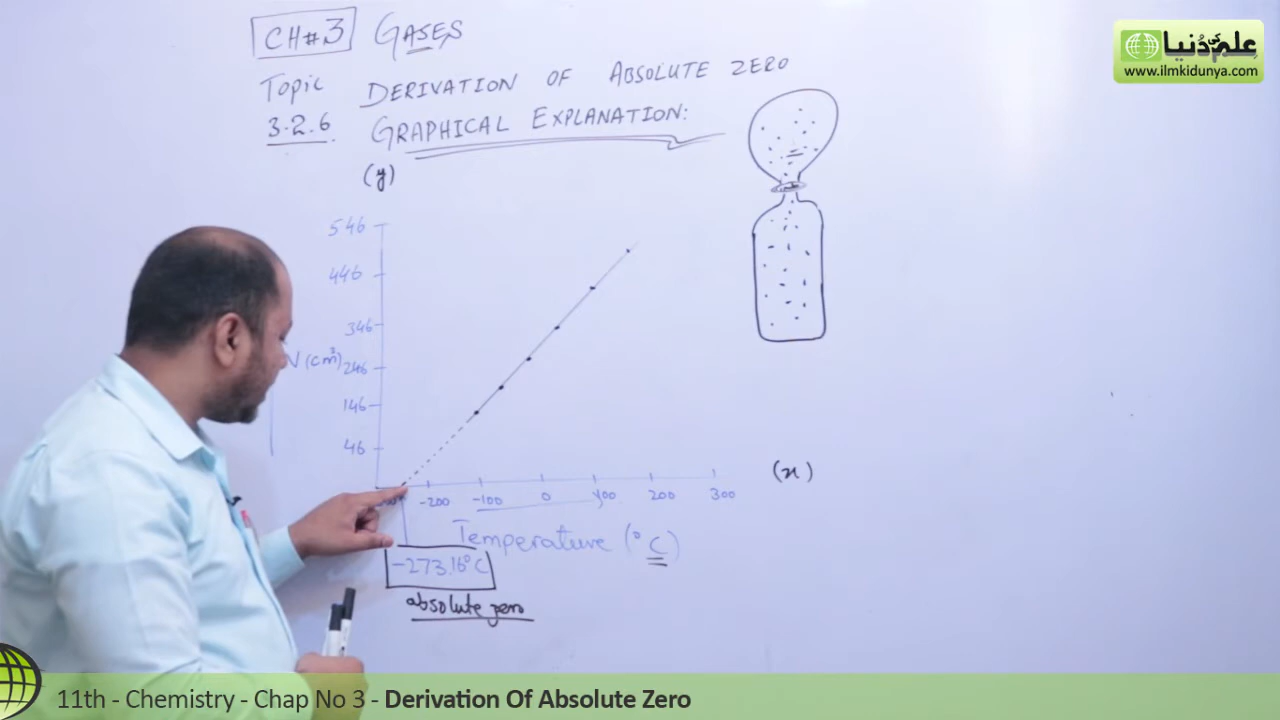 CH#3 GASES
Topic DERIVATION OF ABSOLUTE ZERO
3.2.6 GRAPHICAL EXPLANATION:
علم کی دُنیا
www.ilmkidunya.com
(y)
546
446
346
V (cm³) 246
146
46
(x)
-200 -100 0 100 200 300
Temperature (°C)
-273.16°C
absolute zero
11th - Chemistry - Chap No 3 - Derivation Of Absolute Zero